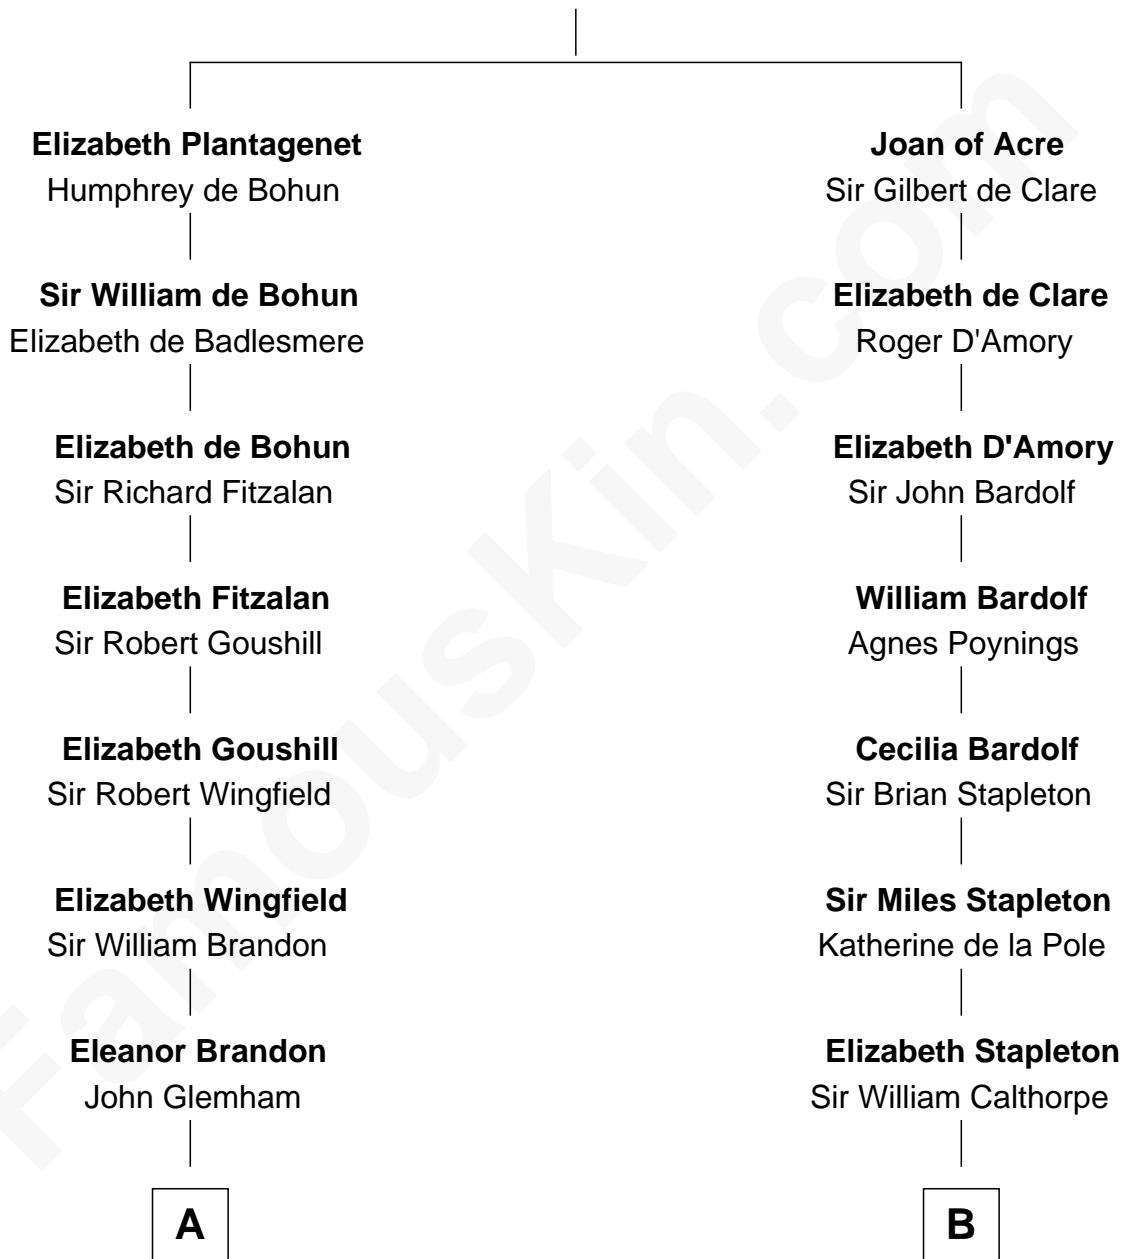 Elizabeth Plantagenet
Humphrey de Bohun
Sir William de Bohun
Elizabeth de Badlesmere
Elizabeth de Bohun
Sir Richard Fitzalan
Elizabeth Fitzalan
Sir Robert Goushill
Elizabeth Goushill
Sir Robert Wingfield
Elizabeth Wingfield
Sir William Brandon
Eleanor Brandon
John Glemham
A
Joan of Acre
Sir Gilbert de Clare
Elizabeth de Clare
Roger D'Amory
Elizabeth D'Amory
Sir John Bardolf
William Bardolf
Agnes Poynings
Cecilia Bardolf
Sir Brian Stapleton
Sir Miles Stapleton
Katherine de la Pole
Elizabeth Stapleton
Sir William Calthorpe
B
FamousKin.com